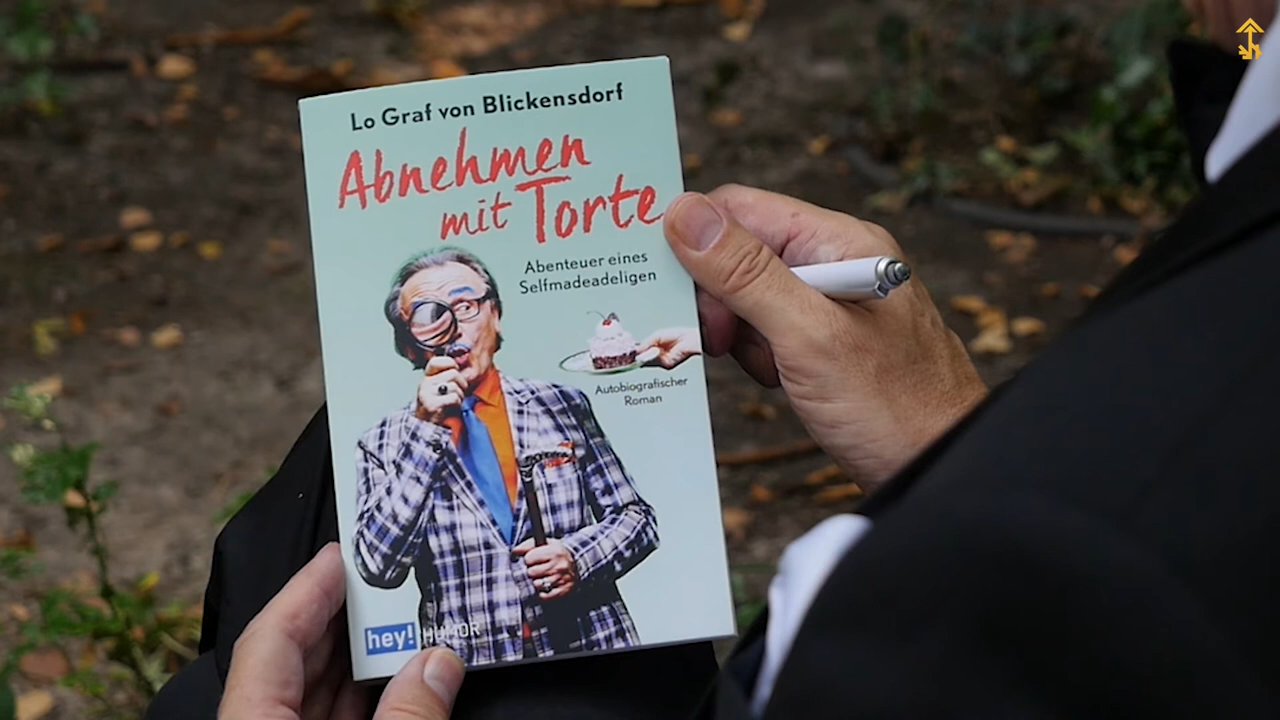 Lo Graf von Blickensdorf
Abnehmen
mit Torte
Abenteuer eines
Selfmadeadeligen
Autobiografischer
Roman
hey! HUMOR